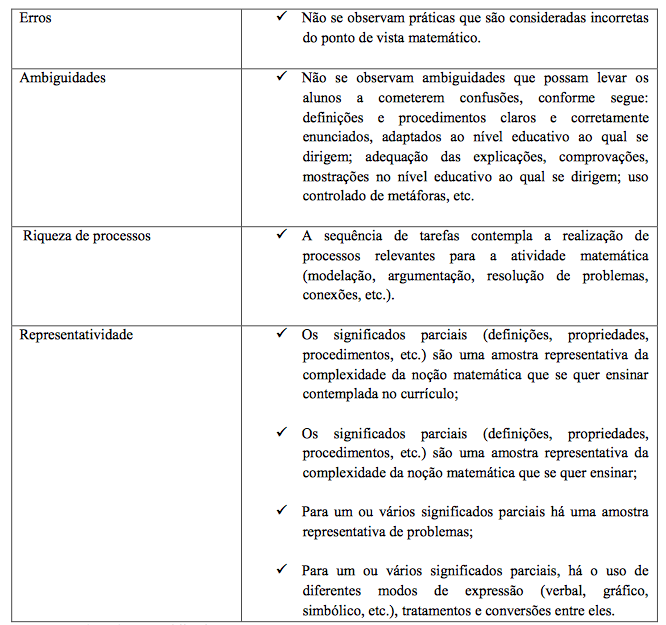 Erros
✓ Não se observam práticas que são consideradas incorretas
do ponto de vista matemático.
Ambiguidades
✓ Não se observam ambiguidades que possam levar os
alunos a cometerem confusões, conforme segue:
definições e procedimentos claros e corretamente
enunciados, adaptados ao nível educativo ao qual se
dirigem; adequação das explicações, comprovações,
mostrações no nível educativo ao qual se dirigem; uso
controlado de metáforas, etc.
Riqueza de processos
✓ A sequência de tarefas contempla a realização de
processos relevantes para a atividade matemática
(modelação, argumentação, resolução de problemas,
conexões, etc.).
Representatividade
✓ Os significados parciais (definições, propriedades,
procedimentos, etc.) são uma amostra representativa da
complexidade da noção matemática que se quer ensinar
contemplada no currículo;
✓ Os significados parciais (definições, propriedades,
procedimentos, etc.) são uma amostra representativa da
complexidade da noção matemática que se quer ensinar;
✓ Para um ou vários significados parciais há uma amostra
representativa de problemas;
✓ Para um ou vários significados parciais, há o uso de
diferentes modos de expressão (verbal, gráfico,
simbólico, etc.), tratamentos e conversões entre eles.